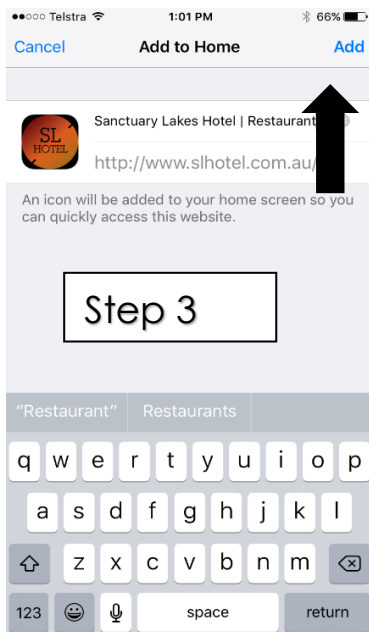 Telstra 1:01 PM 66%
Cancel Add to Home Add
SL
HOTEL
Sanctuary Lakes Hotel | Restaurant
http://www.slhotel.com.au/
An icon will be added to your home screen so you
can quickly access this website.
Step 3
“Restaurant” Restaurants
q w e r t y u i o p
a s d f g h j k l
z x c v b n m
123 space return